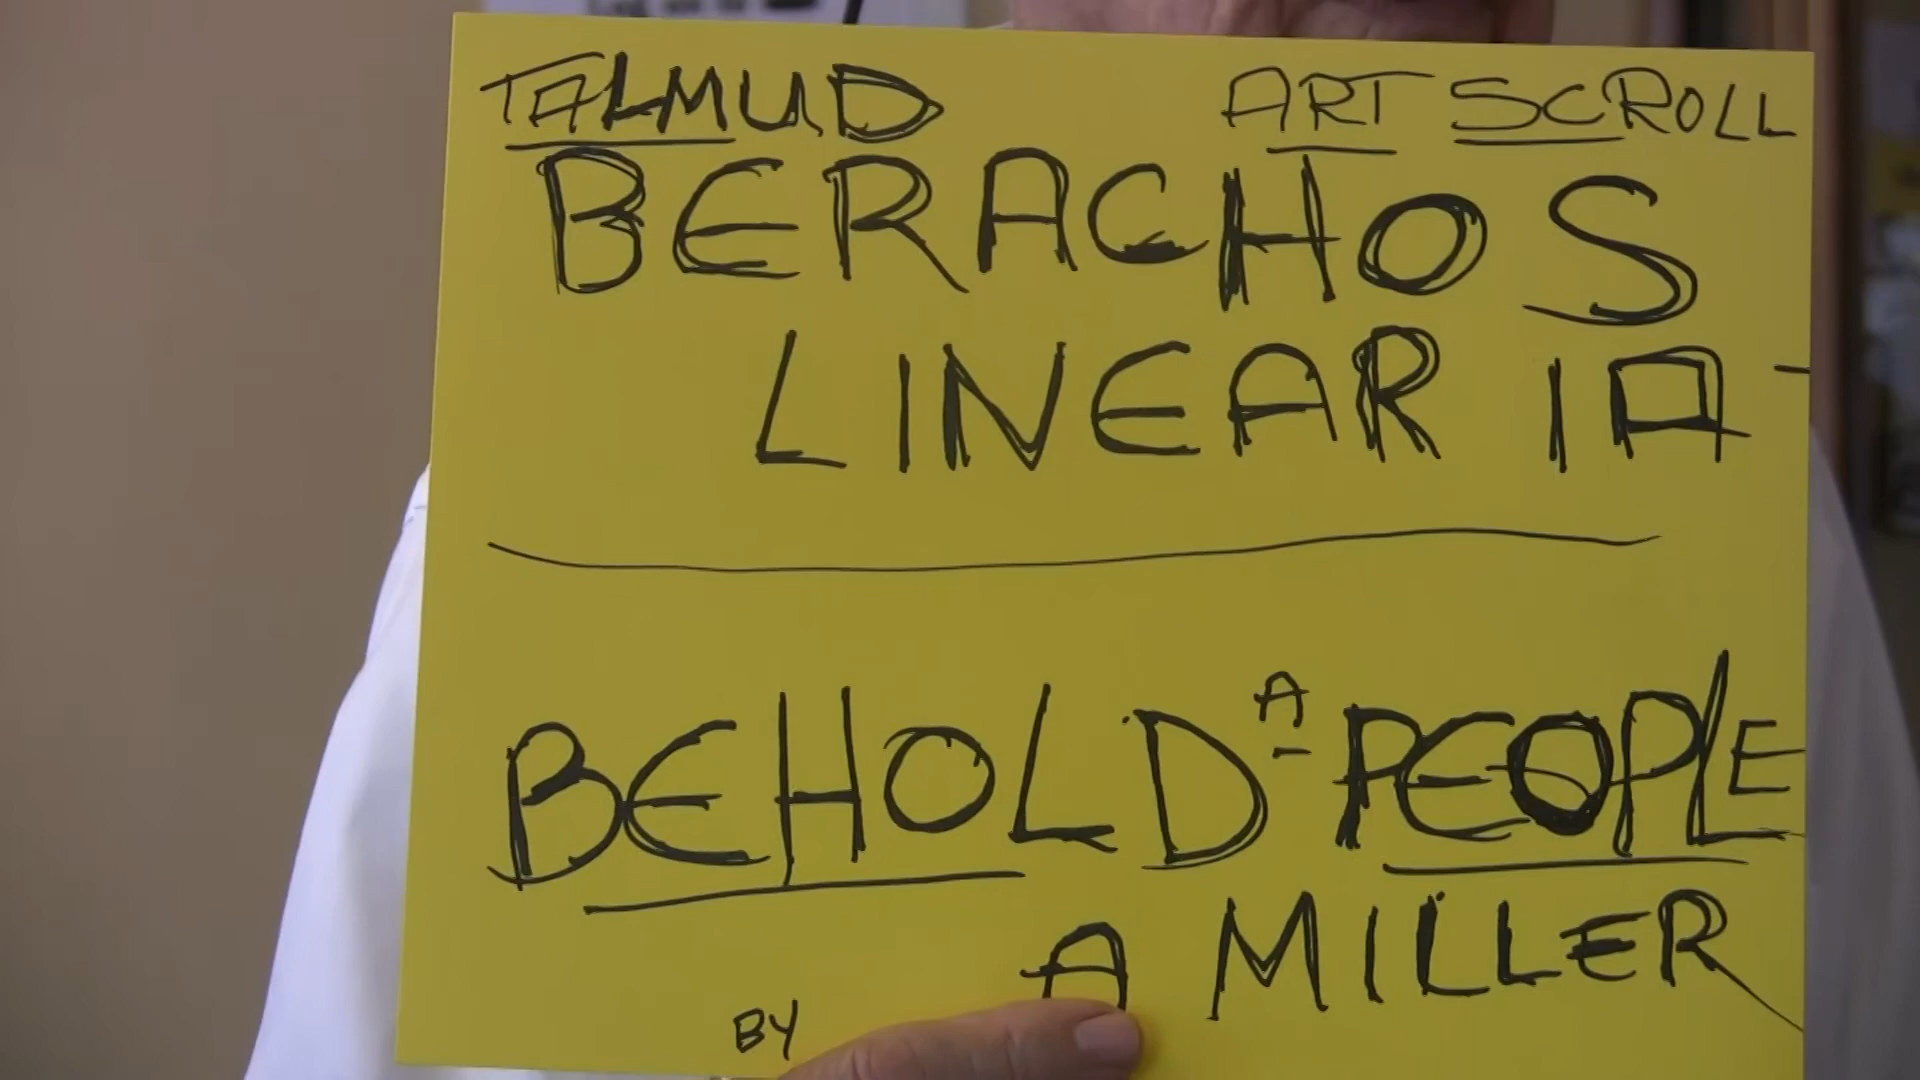 TALMUD ART SCROLL
BERACHOS
LINEAR 1A -
BEHOLD A PEOPLE
BY A MILLER